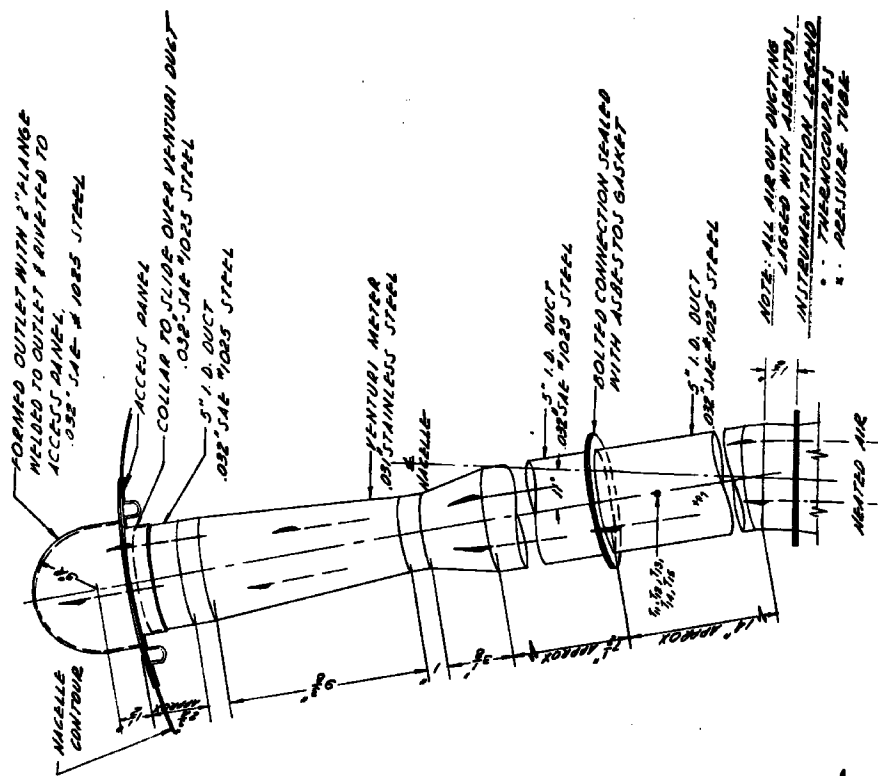 FORMED OUTLET WITH 2" FLANGE
WELDED TO OUTLET & RIVETED TO
ACCESS PANEL.
.032" SAE # 1025 STEEL
ACCESS PANEL
COLLAR TO SLIDE OVER VENTURI DUCT
.032" SAE #1025 STEEL
5" I.D. DUCT
.032" SAE #1025 STEEL
VENTURI METER
.031 STAINLESS STEEL
NACELLE
5" I.D. DUCT
.032" SAE #1025 STEEL
BOLTED CONNECTION SEALED
WITH ASBESTOS GASKET
5" I.D. DUCT
.032" SAE #1025 STEEL
NOTE: ALL AIR OUT DUCTING
LAGGED WITH ASBESTOS
INSTRUMENTATION LEGEND
• - THERMOCOUPLES
x - PRESSURE TUBE
HEATED AIR
NACELLE
CONTOUR
APPROX
1"
11°
APPROX
14" APPROX